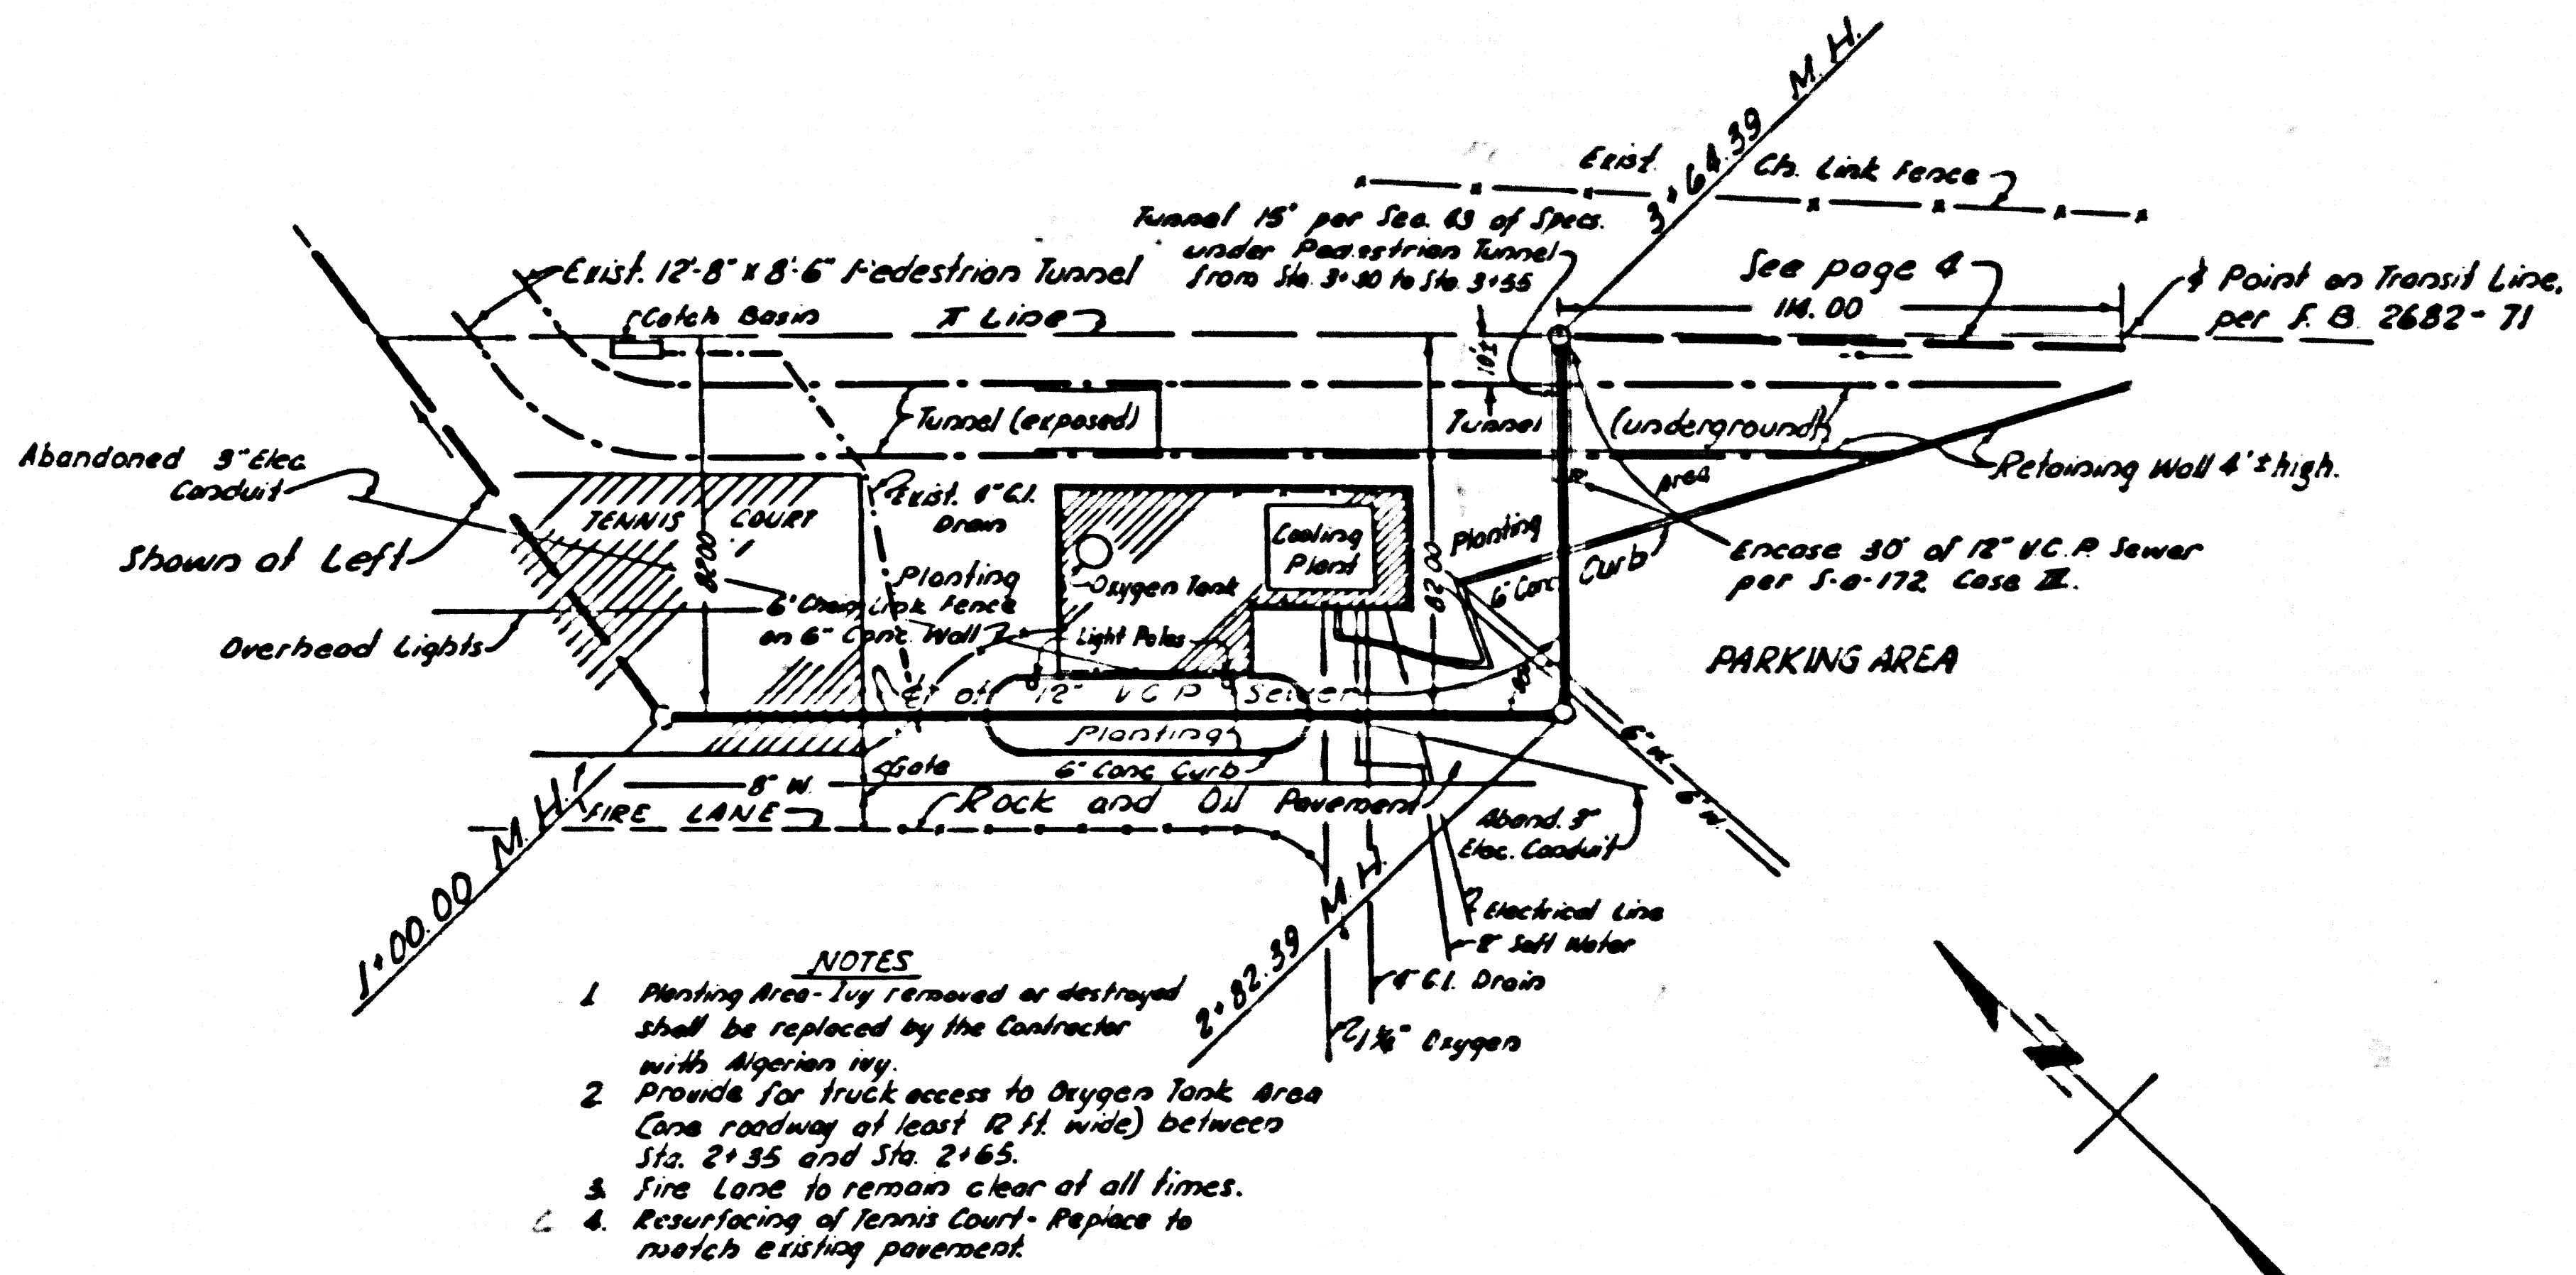 M.H.
3+64.39
Exist.
Ch. Link Fence
Tunnel 15' per Sec. 63 of Specs.
under Pedestrian Tunnel
from Sta. 3+30 to Sta. 3+55
Exist. 12'-8" x 8'-6" Pedestrian Tunnel
See page 4
114.00
Point on Transit Line,
per F. B. 2682-71
Catch Basin
π Line
10'±
Tunnel (exposed)
Tunnel
(underground)
Abandoned 3" Elec.
Conduit
Area
Retaining Wall 4'± high.
Exist. 4" C.I.
Drain
TENNIS COURT
Cooling
Plant
Planting
82.00
82.00
Shown at Left
Encase 30' of 12" V.C.P. Sewer
per S-a-172 Case III.
Curb
6" Conc.
Planting
Oxygen Tank
6' Chain Link Fence
on 6" Conc. Wall
Light Poles
Overhead Lights
PARKING AREA
℄ of 12" V C P Sewer
Planting
6" W.
6" W.
Gate
6" Conc Curb
8" W.
FIRE LANE
Rock and Oil Pavement
Aband. 3"
Elec. Conduit
1+00.00 M.H.
2+82.39 M.H.
Electrical Line
8" Soft Water
4" C.I. Drain
1¼" Oxygen
NOTES
1 Planting Area - Ivy removed or destroyed
shall be replaced by the Contractor
with Algerian ivy.
2 Provide for truck access to Oxygen Tank Area
(one roadway at least 12 ft. wide) between
Sta. 2+35 and Sta. 2+65.
3. Fire Lane to remain clear at all times.
4. Resurfacing of Tennis Court - Replace to
match existing pavement.